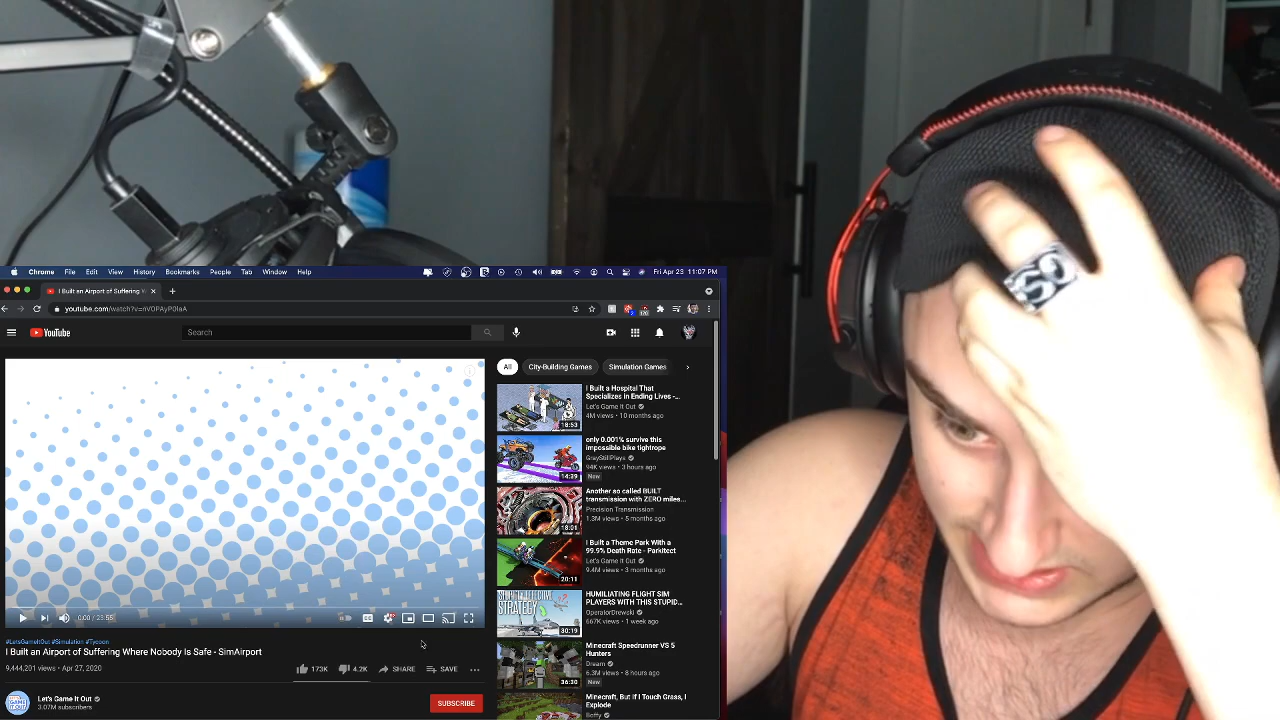 Chrome File Edit View History Bookmarks People Tab Window Help Fri Apr 23 11:07 PM
I Built an Airport of Suffering
youtube.com/watch?v=nVOPAyP0IaA
YouTube
Search
All City-Building Games Simulation Games
I Built a Hospital That
Specializes in Ending Lives -...
Let's Game It Out
4M views • 10 months ago
18:53
only 0.001% survive this
impossible bike tightrope
GrayStillPlays
94K views • 3 hours ago
New
14:39
Another so called BUILT
transmission with ZERO miles...
Precision Transmission
1.3M views • 5 months ago
18:01
I Built a Theme Park With a
99.9% Death Rate - Parkitect
Let's Game It Out
9.4M views • 3 months ago
20:11
HUMILIATING FLIGHT SIM
PLAYERS WITH THIS STUPID...
OperatorDrewski
667K views • 1 week ago
STRATEGY
30:19
Minecraft Speedrunner VS 5
Hunters
Dream
6.3M views • 8 hours ago
New
36:30
Minecraft, But If I Touch Grass, I
Explode
Boffy
0:00 / 23:55
#LetsGameItOut #Simulation #Tycoon
I Built an Airport of Suffering Where Nobody Is Safe - SimAirport
9,444,201 views • Apr 27, 2020
173K 4.2K SHARE SAVE
Let's Game It Out
3.07M subscribers
SUBSCRIBE